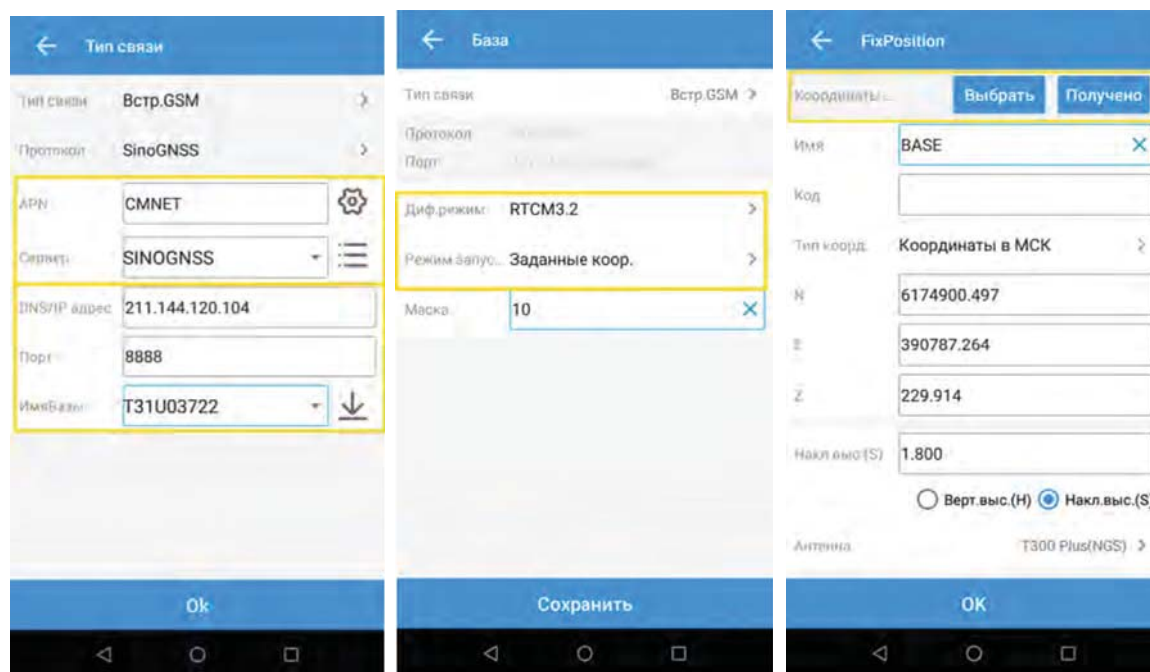 Тип связи
Тип связи Встр.GSM
Протокол SinoGNSS
APN CMNET
Сервер SINOGNSS
DNS/IP адрес 211.144.120.104
Порт 8888
ИмяБазы T31U03722
Ok
База
Тип связи Встр.GSM
Протокол
Порт
Диф.режим RTCM3.2
Режим запус... Заданные коор.
Маска 10
Сохранить
FixPosition
Координаты... Выбрать Получено
Имя BASE
Код
Тип коорд. Координаты в МСК
N 6174900.497
E 390787.264
Z 229.914
Накл.выс(S) 1.800
Верт.выс.(H) Накл.выс.(S)
Антенна T300 Plus(NGS)
OK